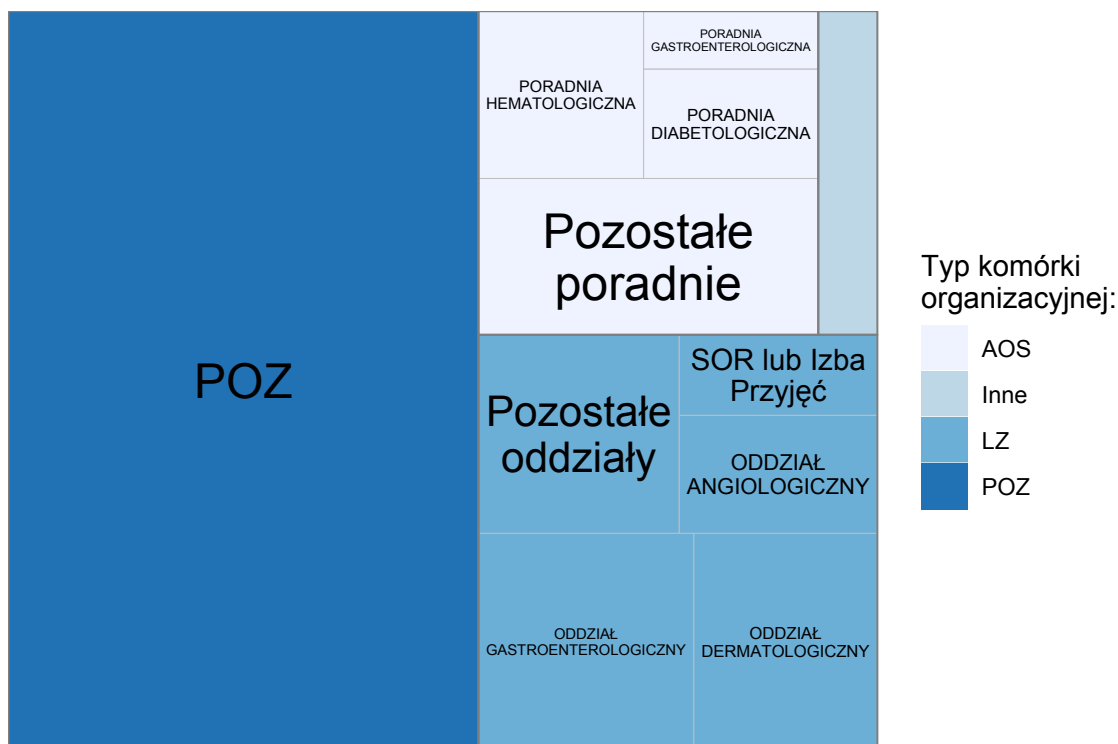 POZ
PORADNIA
HEMATOLOGICZNA
PORADNIA
GASTROENTEROLOGICZNA
PORADNIA
DIABETOLOGICZNA
Pozostałe
poradnie
Pozostałe
oddziały
SOR lub Izba
Przyjęć
ODDZIAŁ
ANGIOLOGICZNY
ODDZIAŁ
GASTROENTEROLOGICZNY
ODDZIAŁ
DERMATOLOGICZNY
Typ komórki
organizacyjnej:
AOS
Inne
LZ
POZ